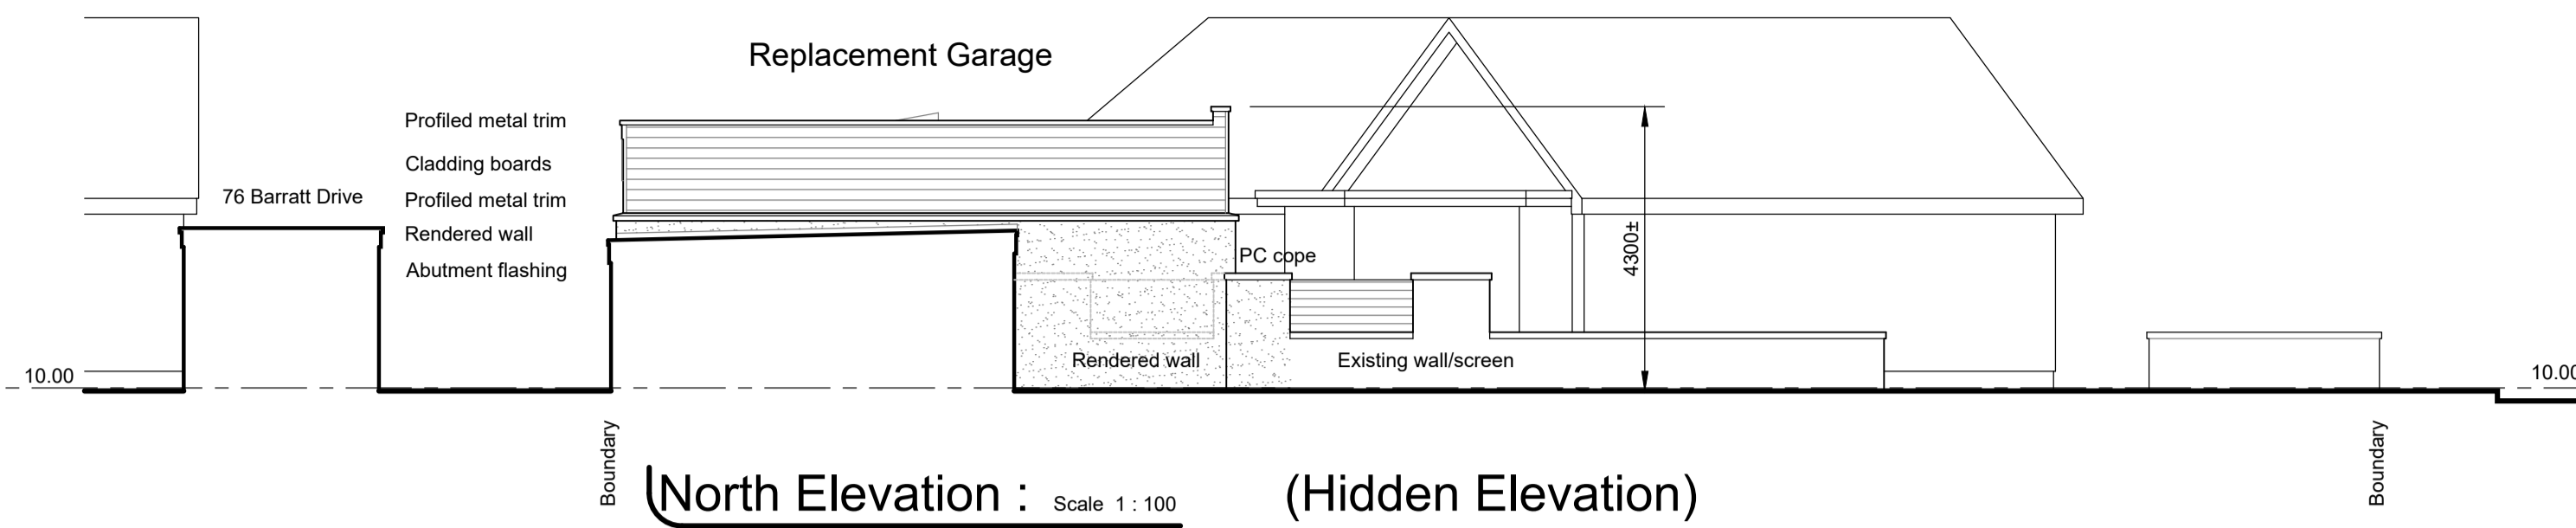 Replacement Garage
Profiled metal trim
Cladding boards
76 Barratt Drive
Profiled metal trim
Rendered wall
Abutment flashing
PC cope
4300±
Rendered wall
Existing wall/screen
10.00
10.00
Boundary
Boundary
North Elevation : Scale 1 : 100 (Hidden Elevation)